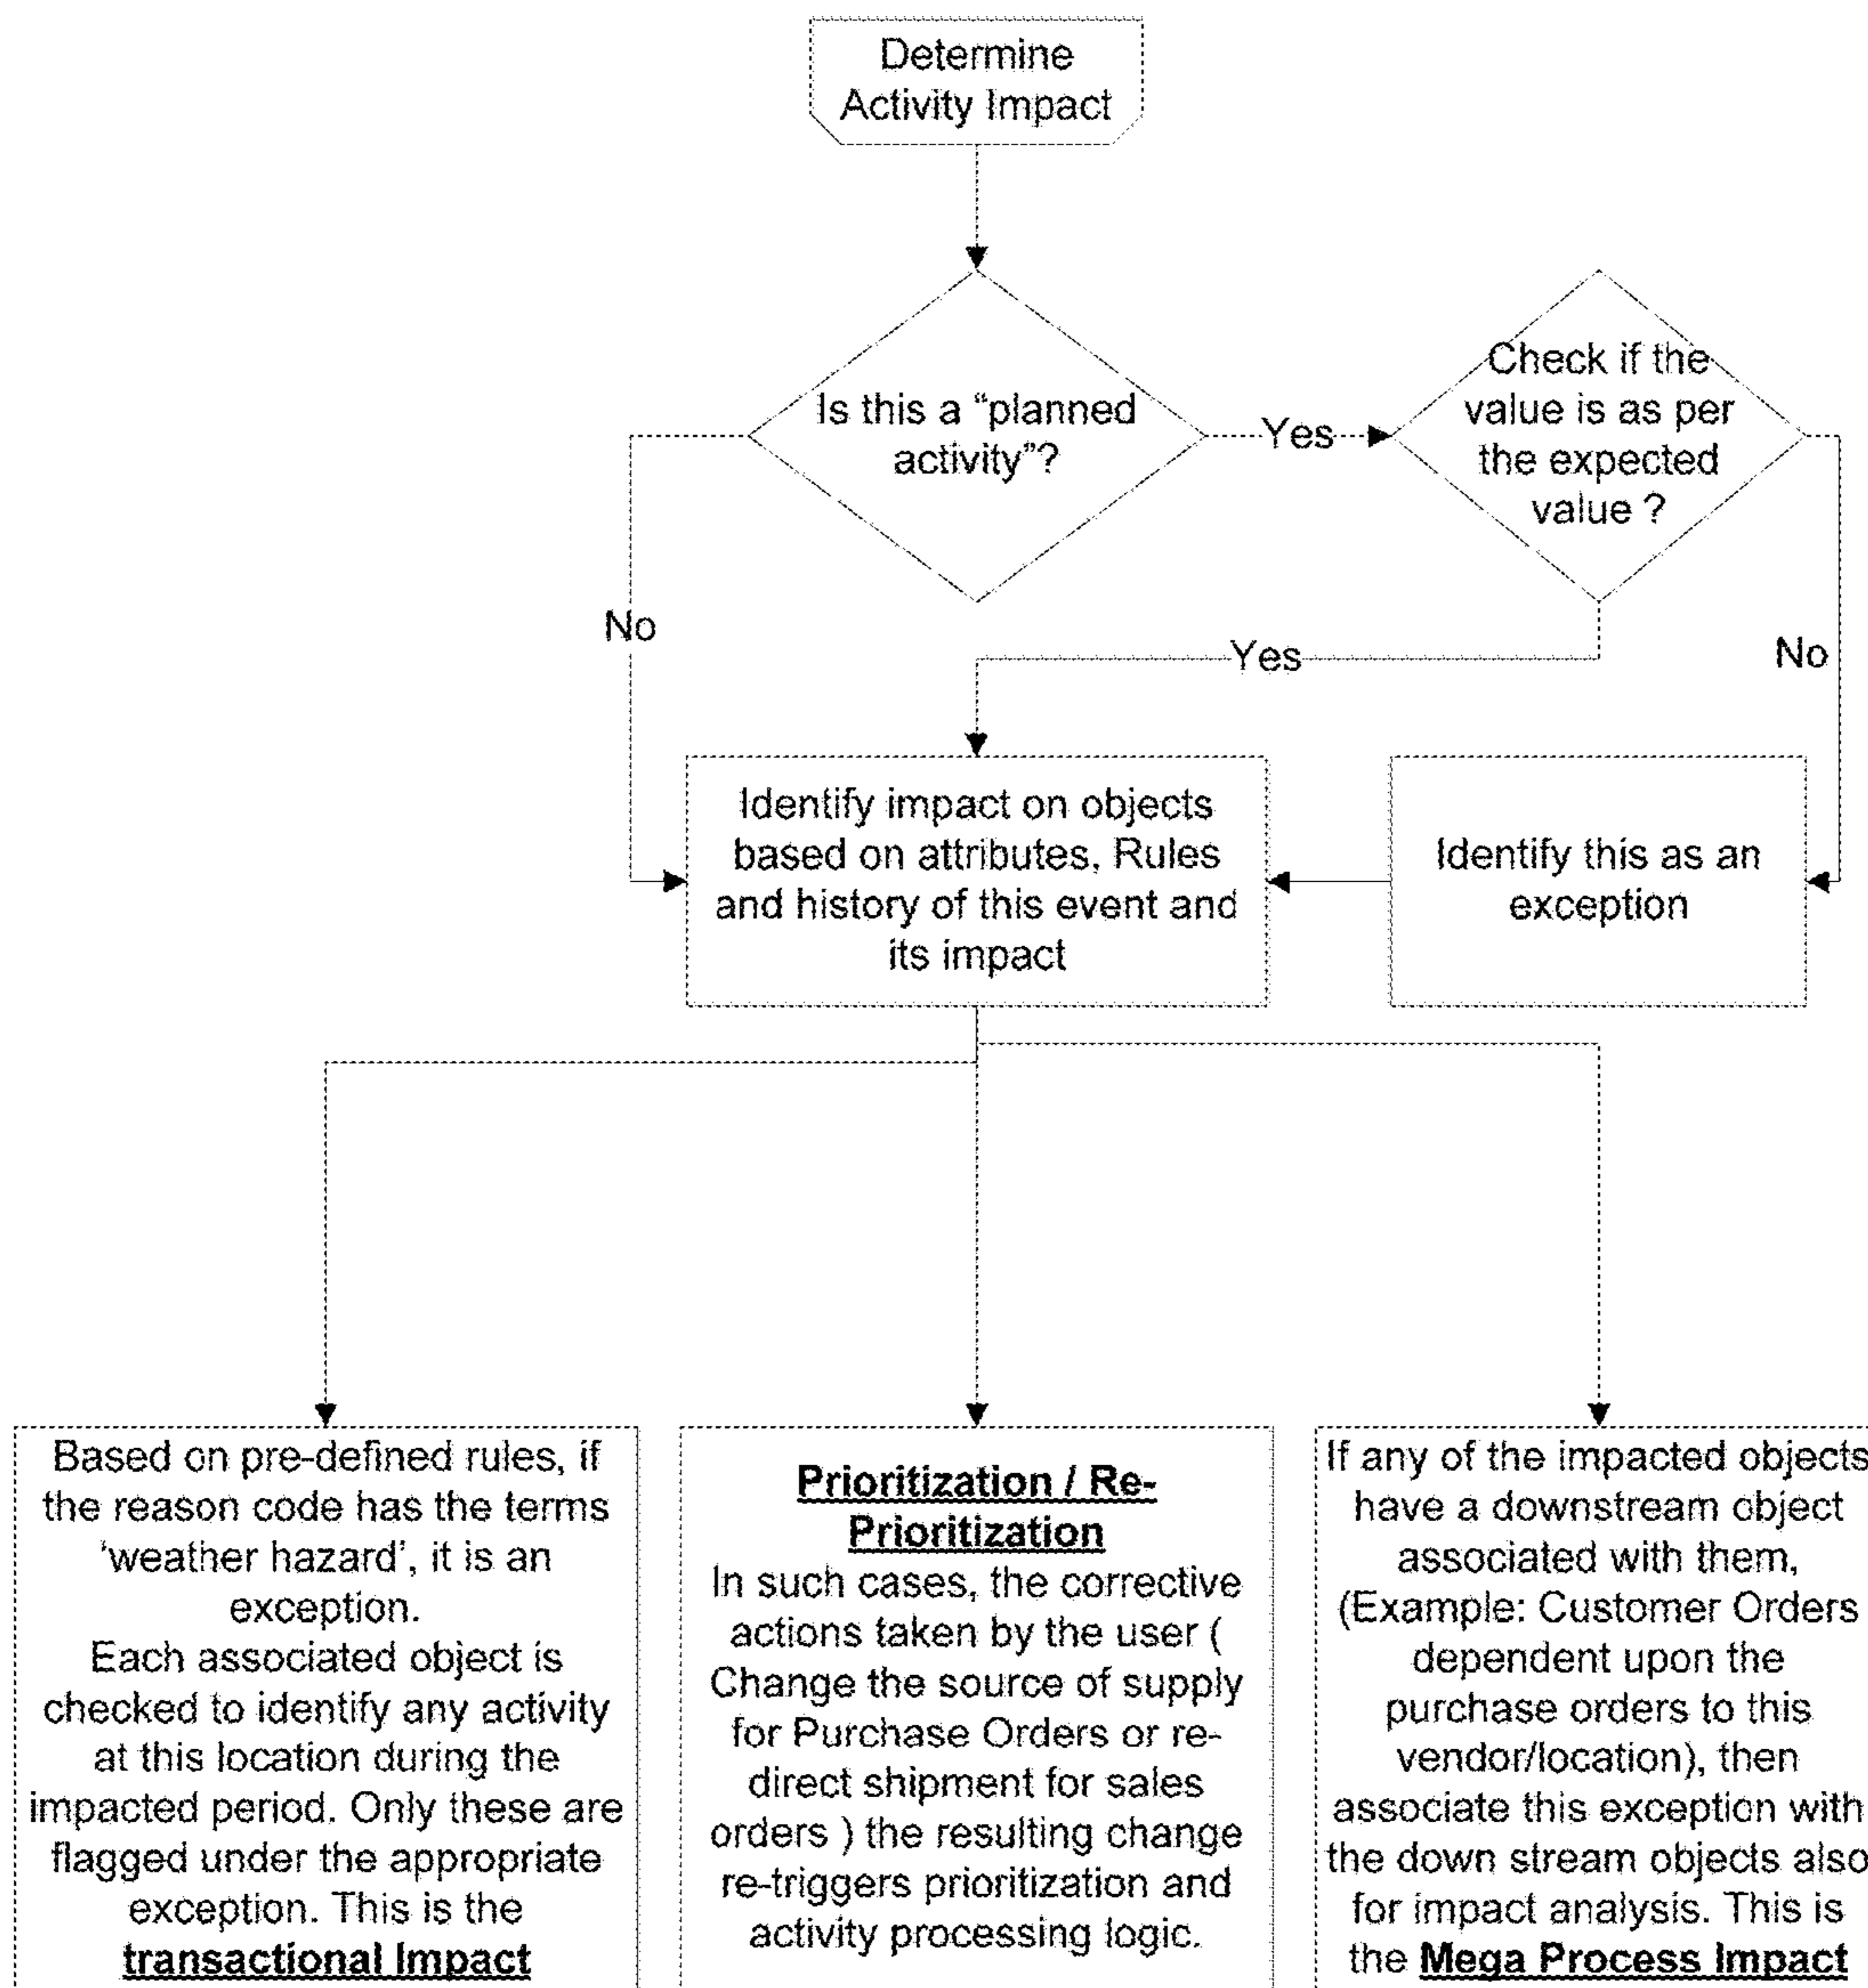 Determine
Activity Impact
Is this a “planned
activity”?
Yes
Check if the
value is as per
the expected
value ?
No
Yes
No
Identify impact on objects
based on attributes, Rules
and history of this event and
its impact
Identify this as an
exception
Based on pre-defined rules, if
the reason code has the terms
‘weather hazard’, it is an
exception.
Each associated object is
checked to identify any activity
at this location during the
impacted period. Only these are
flagged under the appropriate
exception. This is the
transactional Impact
Prioritization / Re-
Prioritization
In such cases, the corrective
actions taken by the user (
Change the source of supply
for Purchase Orders or re-
direct shipment for sales
orders ) the resulting change
re-triggers prioritization and
activity processing logic.
If any of the impacted objects
have a downstream object
associated with them,
(Example: Customer Orders
dependent upon the
purchase orders to this
vendor/location), then
associate this exception with
the down stream objects also
for impact analysis. This is
the Mega Process Impact